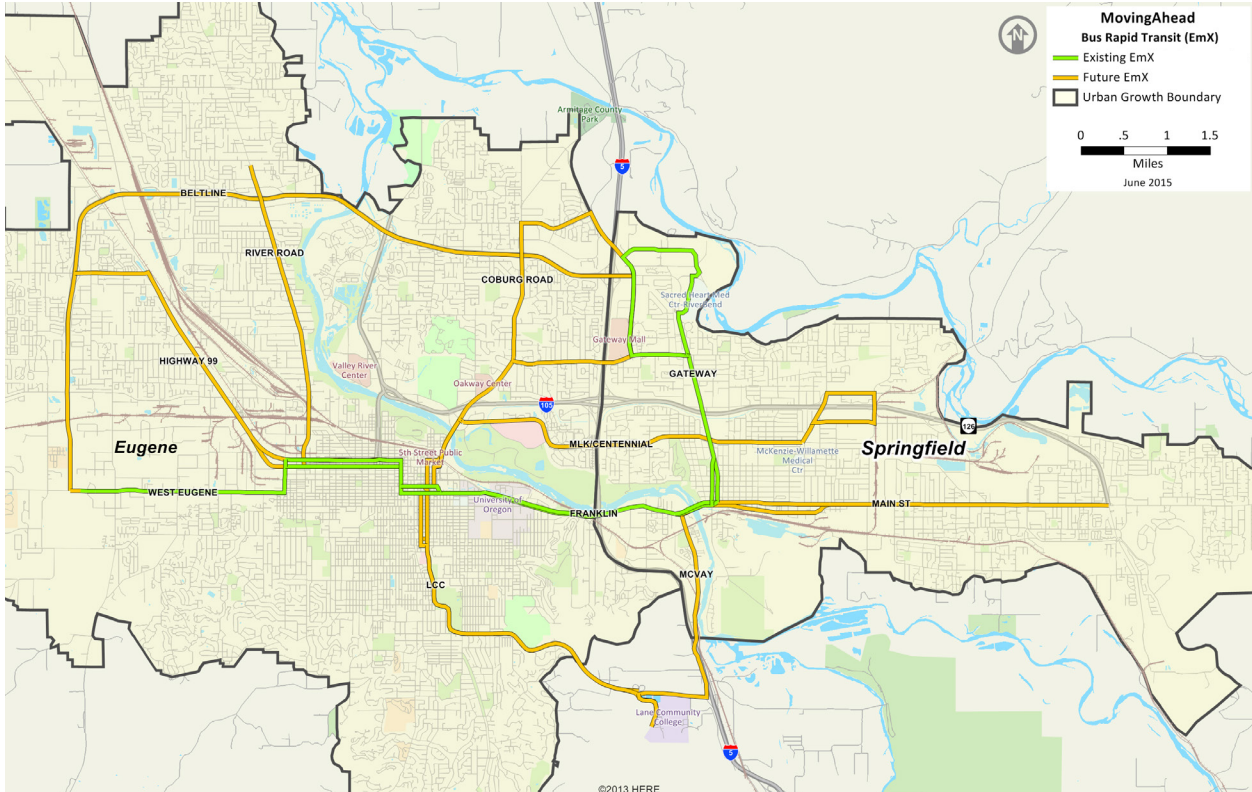 MovingAhead
Bus Rapid Transit (EmX)
Existing EmX
Future EmX
Urban Growth Boundary
0 .5 1 1.5
Miles
June 2015
N
Armitage County
Park
5
BELTLINE
RIVER ROAD
COBURG ROAD
Sacred Heart Med
Ctr-RiverBend
Gateway Mall
HIGHWAY 99
Valley River
Center
GATEWAY
Oakway Center
105
126
Eugene
MLK/CENTENNIAL
Springfield
5th Street Public
Market
McKenzie-Willamette
Medical
Ctr
WEST EUGENE
University of
Oregon
FRANKLIN
MAIN ST
LCC
MCVAY
Lane Community
College
5
©2013 HERE